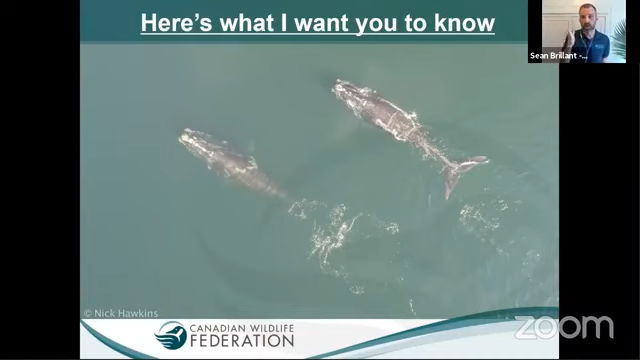 Here's what I want you to know
Sean Brillant -...
© Nick Hawkins
CANADIAN WILDLIFE
FEDERATION
zoom